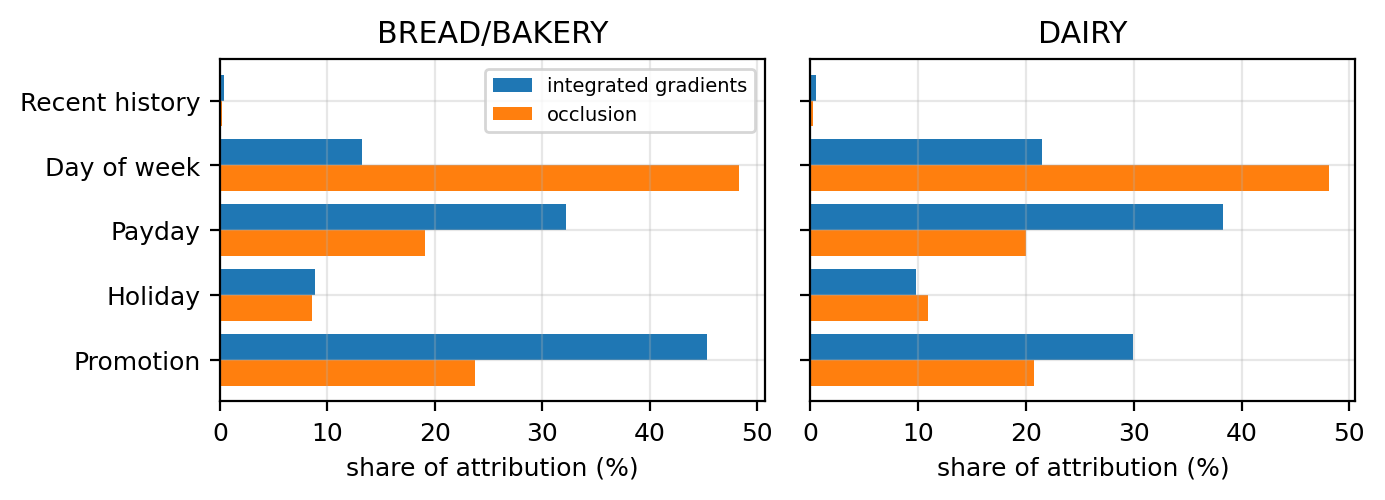 BREAD/BAKERY
DAIRY
integrated gradients
occlusion
Recent history
Day of week
Payday
Holiday
Promotion
0 10 20 30 40 50
0 10 20 30 40 50
share of attribution (%)
share of attribution (%)